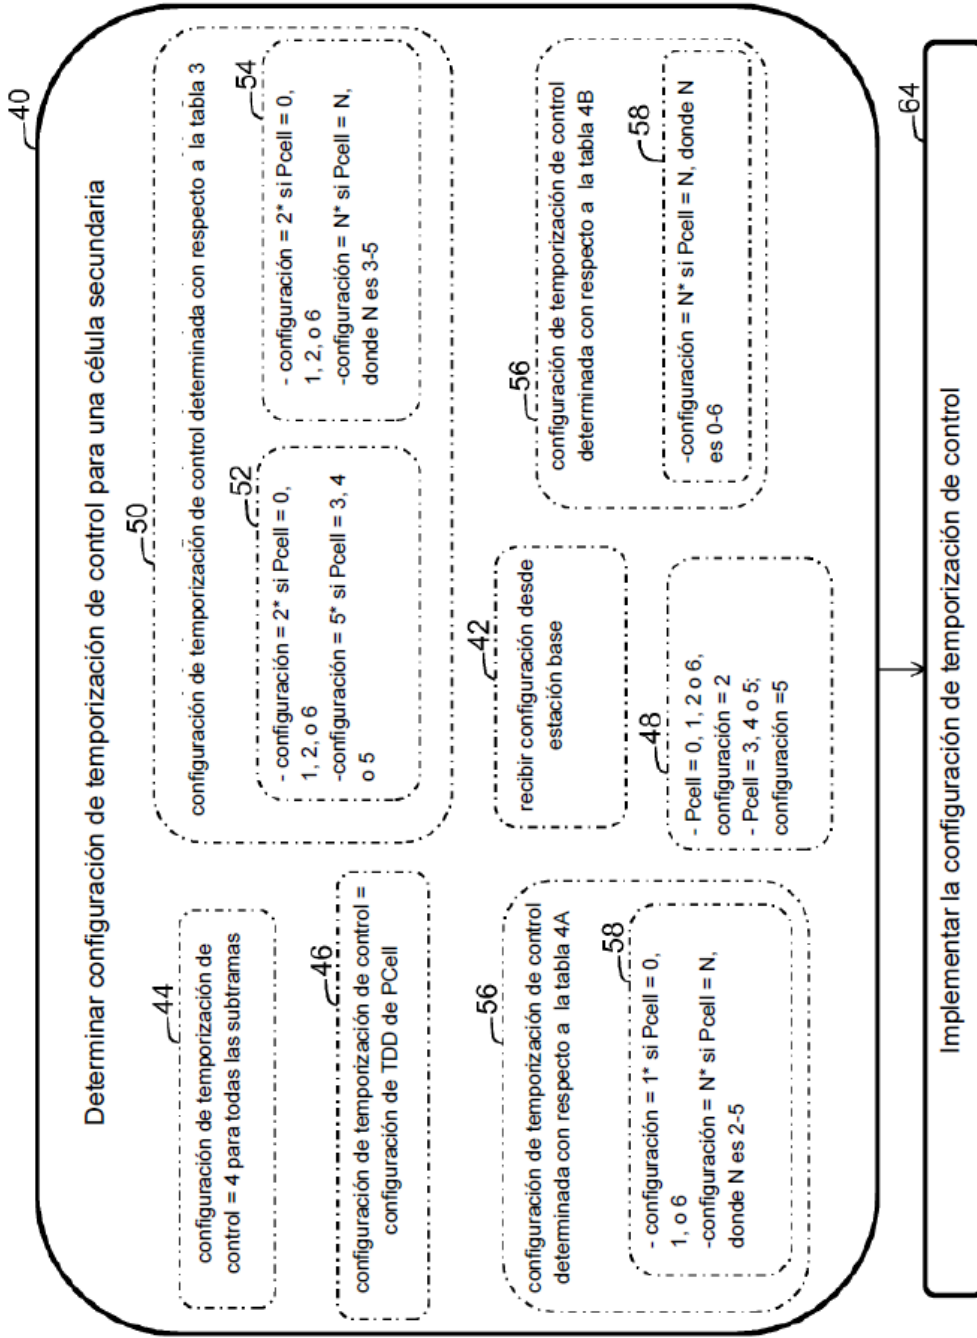 40
Determinar configuración de temporización de control para una célula secundaria
44
configuración de temporización de
control = 4 para todas las subtramas
46
configuración de temporización de control =
configuración de TDD de PCell
50
configuración de temporización de control determinada con respecto a la tabla 3
52
- configuración = 2* si Pcell = 0,
1, 2, o 6
-configuración = 5* si Pcell = 3, 4
o 5
54
- configuración = 2* si Pcell = 0,
1, 2, o 6
-configuración = N* si Pcell = N,
donde N es 3-5
56
configuración de temporización de control
determinada con respecto a la tabla 4A
58
- configuración = 1* si Pcell = 0,
1, o 6
-configuración = N* si Pcell = N,
donde N es 2-5
42
recibir configuración desde
estación base
48
- Pcell = 0, 1, 2 o 6,
configuración = 2
- Pcell = 3, 4 o 5;
configuración =5
56
configuración de temporización de control
determinada con respecto a la tabla 4B
58
-configuración = N* si Pcell = N, donde N
es 0-6
64
Implementar la configuración de temporización de control